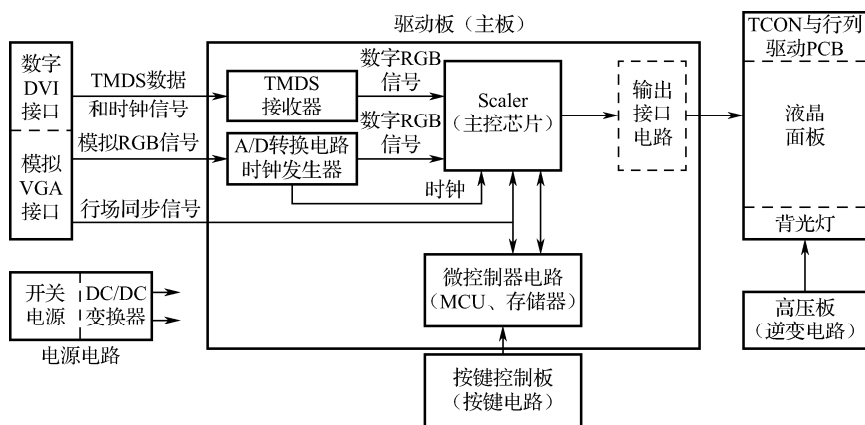 驱动板（主板）
数字
DVI
接口
模拟
VGA
接口
TMDS数据
和时钟信号
模拟RGB信号
行场同步信号
TMDS
接收器
A/D转换电路
时钟发生器
数字RGB
信号
数字RGB
信号
时钟
Scaler
（主控芯片）
输出
接口
电路
TCON与行列
驱动PCB
液晶
面板
背光灯
微控制器电路
（MCU、存储器）
开关
电源
DC/DC
变换器
电源电路
按键控制板
（按键电路）
高压板
（逆变电路）